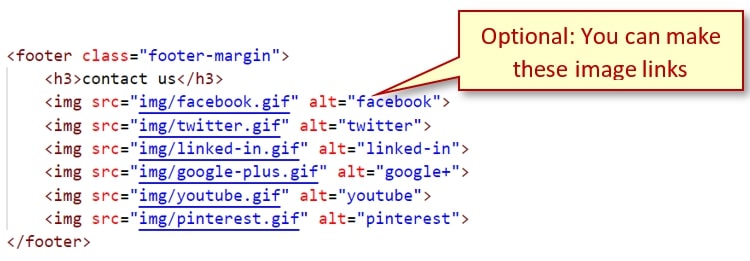 Optional: You can make
these image links
<footer class="footer-margin">
<h3>contact us</h3>
<img src="img/facebook.gif" alt="facebook">
<img src="img/twitter.gif" alt="twitter">
<img src="img/linked-in.gif" alt="linked-in">
<img src="img/google-plus.gif" alt="google+">
<img src="img/youtube.gif" alt="youtube">
<img src="img/pinterest.gif" alt="pinterest">
</footer>